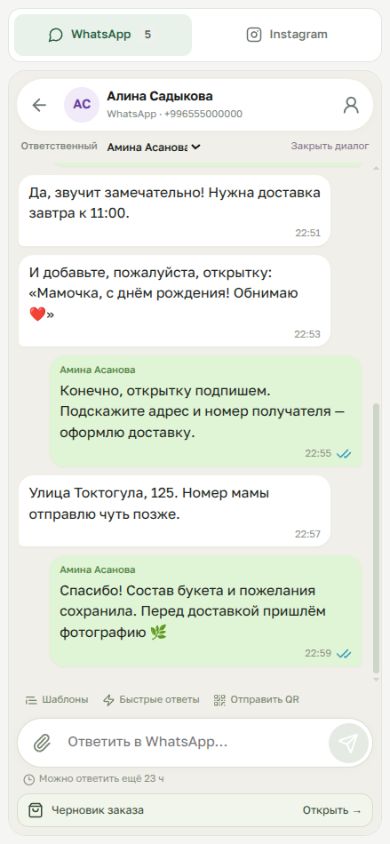 WhatsApp 5 Instagram
АС
Алина Садыкова
WhatsApp · +996555000000
Ответственный Амина Асанова Закрыть диалог
Да, звучит замечательно! Нужна доставка
завтра к 11:00.
22:51
И добавьте, пожалуйста, открытку:
«Мамочка, с днём рождения! Обнимаю
❤️»
22:53
Амина Асанова
Конечно, открытку подпишем.
Подскажите адрес и номер получателя —
оформлю доставку.
22:55
Улица Токтогула, 125. Номер мамы
отправлю чуть позже.
22:57
Амина Асанова
Спасибо! Состав букета и пожелания
сохранила. Перед доставкой пришлём
фотографию 🌿
22:59
Шаблоны Быстрые ответы Отправить QR
Ответить в WhatsApp...
Можно ответить ещё 23 ч
Черновик заказа Открыть →